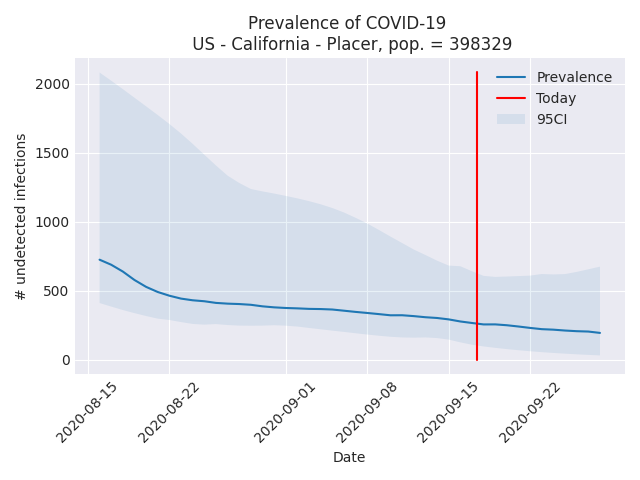 Prevalence of COVID-19
US - California - Placer, pop. = 398329
Prevalence
Today
95CI
# undetected infections
2000
1500
1000
500
0
2020-08-15
2020-08-22
2020-09-01
2020-09-08
2020-09-15
2020-09-22
Date